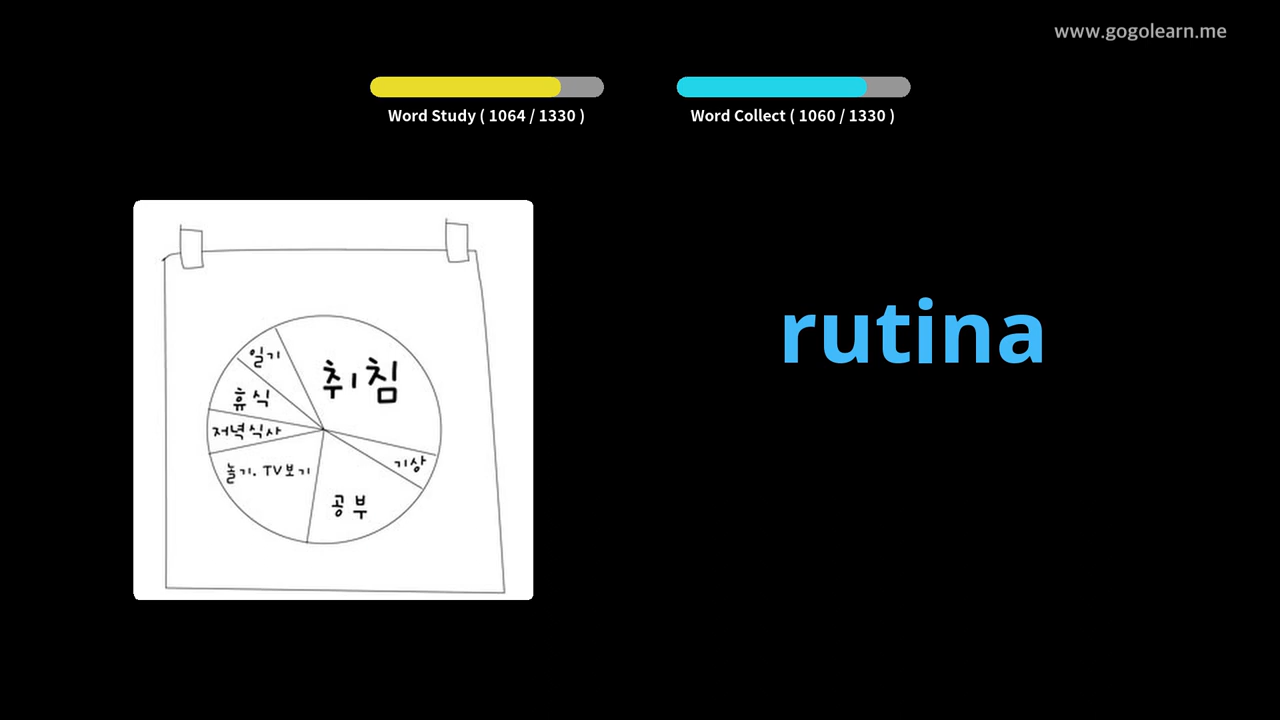 www.gogolearn.me
Word Study ( 1064 / 1330 )
Word Collect ( 1060 / 1330 )
일기
취침
휴식
저녁식사
기상
놀기. TV보기
공부
rutina